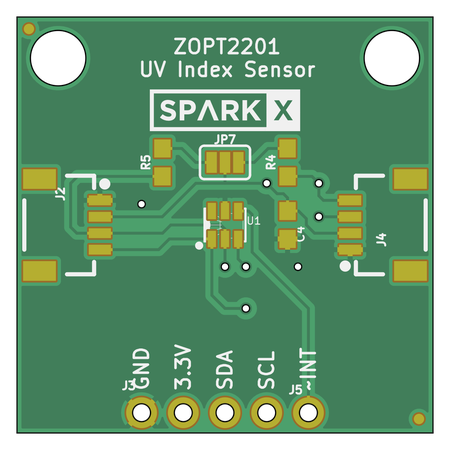 ZOPT2201
UV Index Sensor
SPARK X
JP7
R5
R4
J2
U1
C4
J4
GND
3.3V
SDA
SCL
~INT
J3
J5